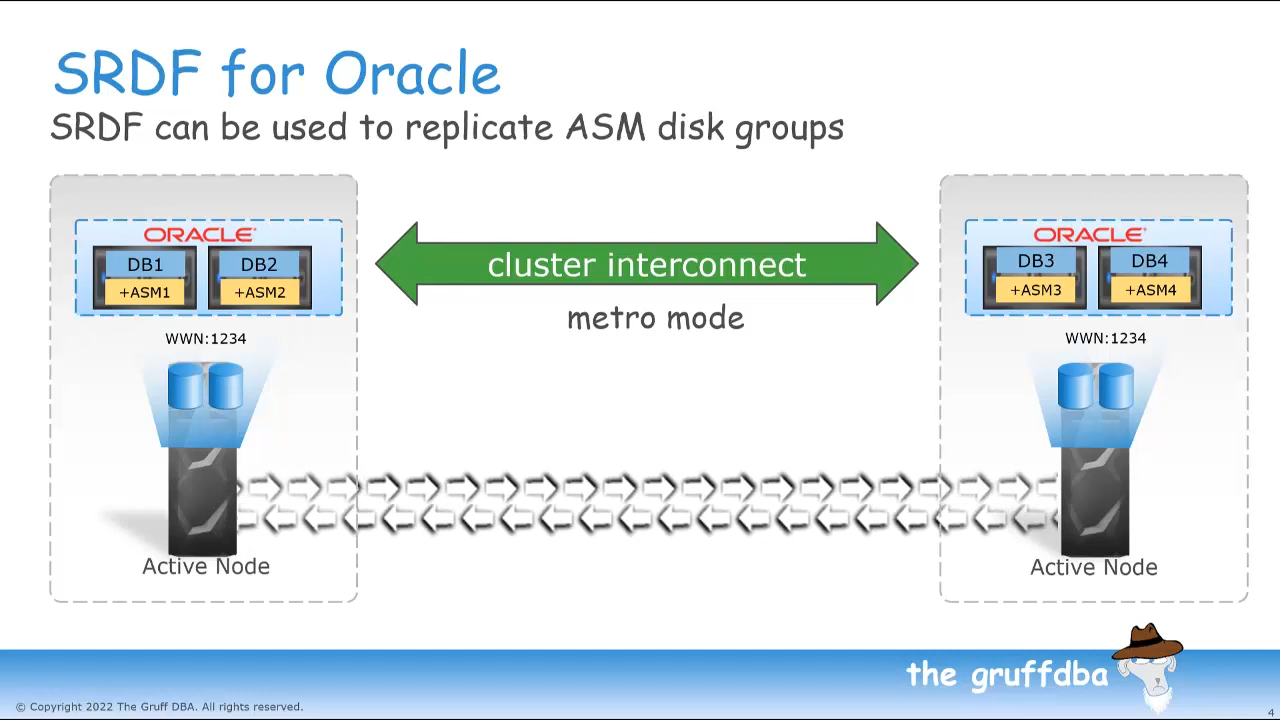 SRDF for Oracle
SRDF can be used to replicate ASM disk groups
ORACLE
DB1
DB2
+ASM1
+ASM2
WWN:1234
Active Node
cluster interconnect
metro mode
ORACLE
DB3
DB4
+ASM3
+ASM4
WWN:1234
Active Node
the gruffdba
© Copyright 2022 The Gruff DBA. All rights reserved.
4